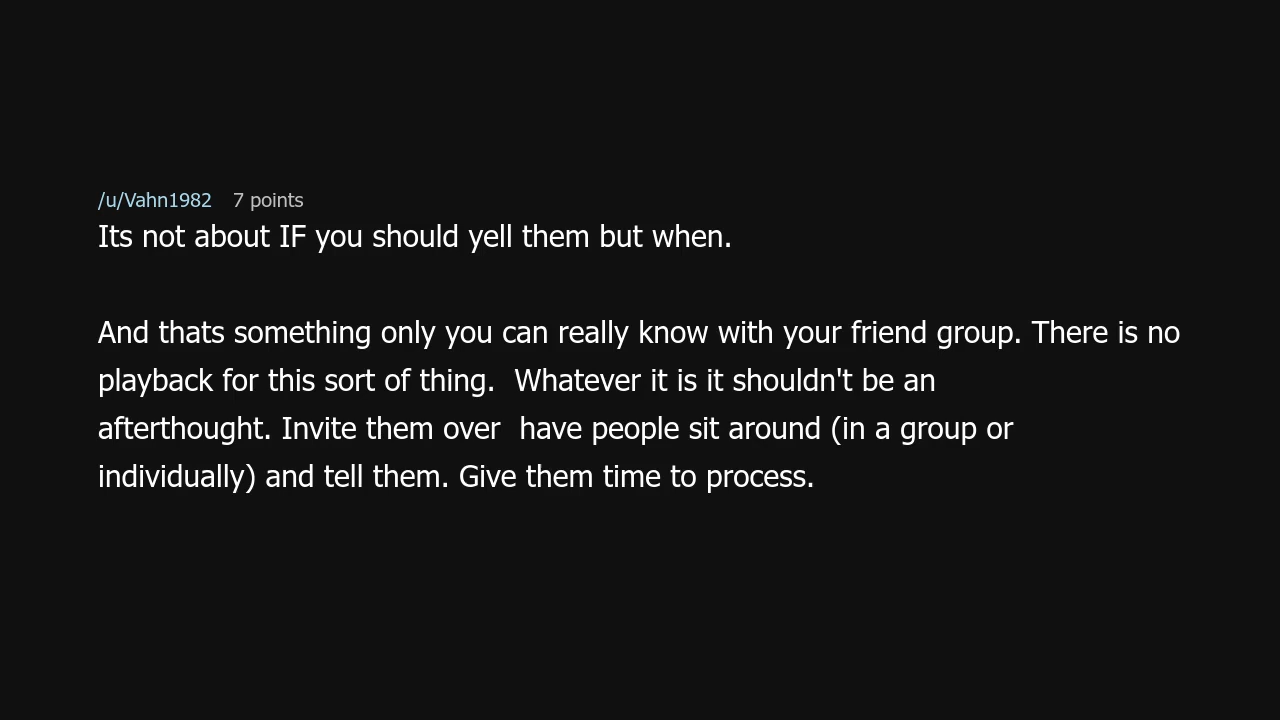 /u/Vahn1982 7 points
Its not about IF you should yell them but when.
And thats something only you can really know with your friend group. There is no
playback for this sort of thing.  Whatever it is it shouldn't be an
afterthought. Invite them over  have people sit around (in a group or
individually) and tell them. Give them time to process.